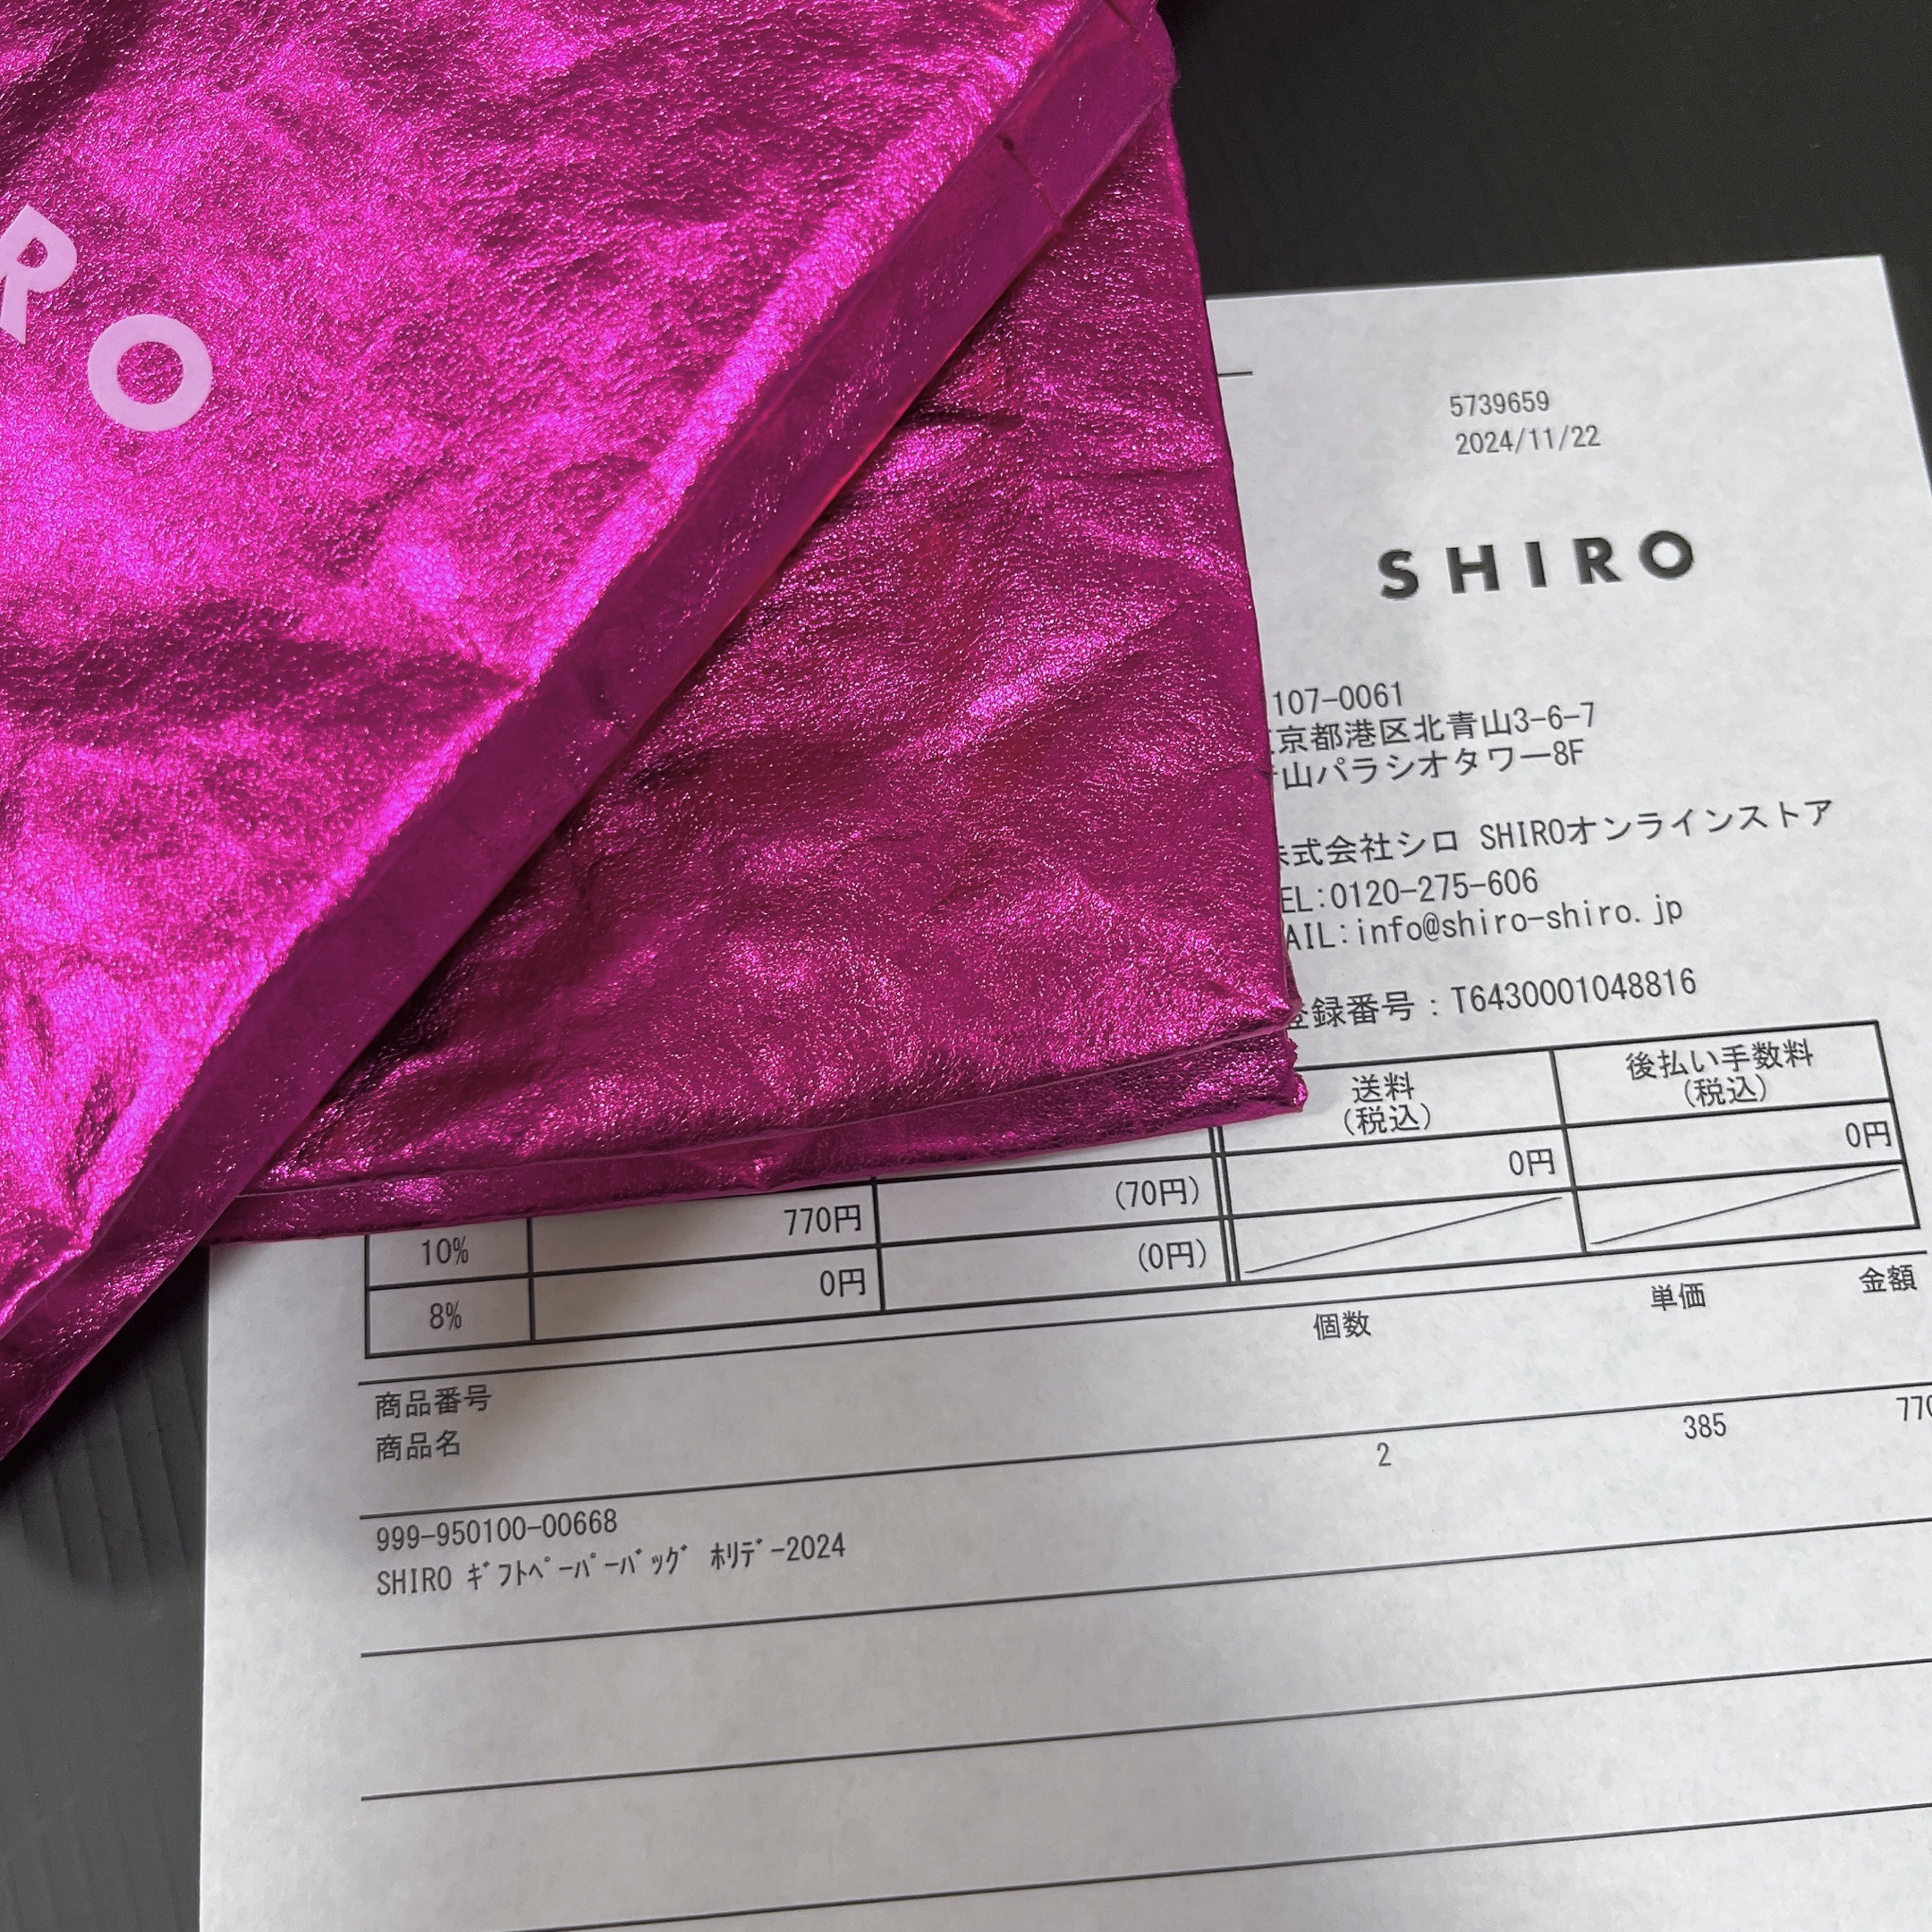 RO
5739659
2024/11/22
SHIRO
107-0061
京都港区北青山3-6-7
山パラシオタワー8F
式会社シロ SHIROオンラインストア
EL:0120-275-606
AIL:info@shiro-shiro.jp
登録番号:T6430001048816
送料
(税込)
後払い手数料
(税込)
0円
0円
10%
770円
(70円)
8%
0円
(0円)
商品番号
商品名
個数
単価
金額
999-950100-00668
SHIRO ギフトペーパーバッグ ホリデー2024
2
385
770